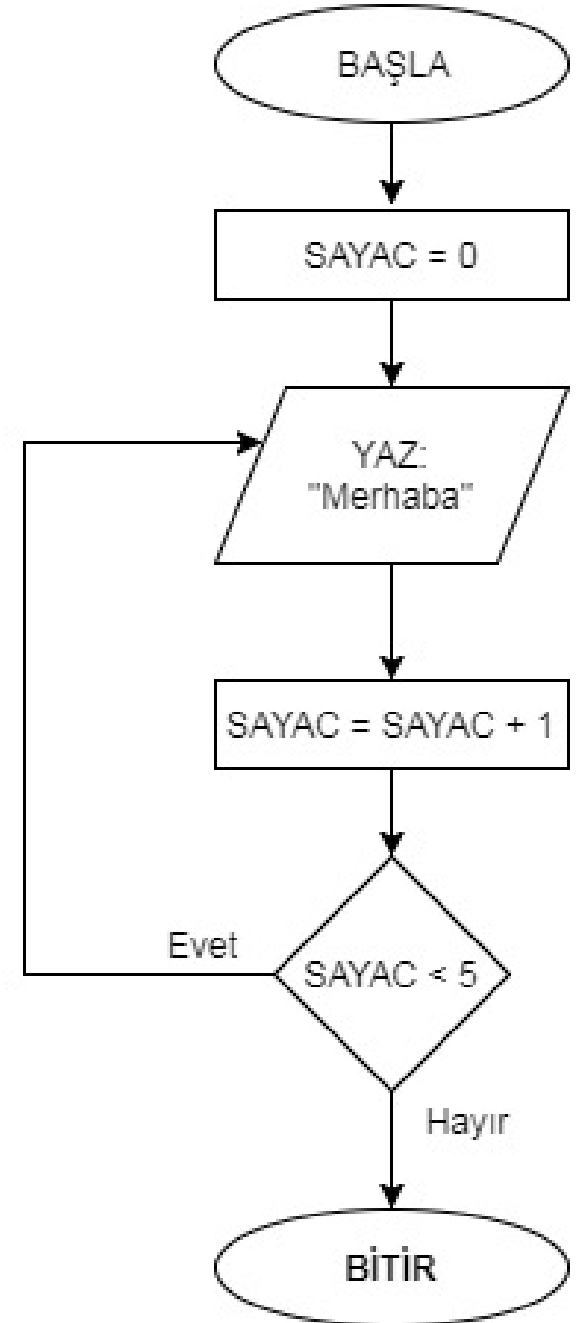 BAŞLA
SAYAC = 0
YAZ:
"Merhaba"
SAYAC = SAYAC + 1
SAYAC < 5
Evet
Hayır
BİTİR